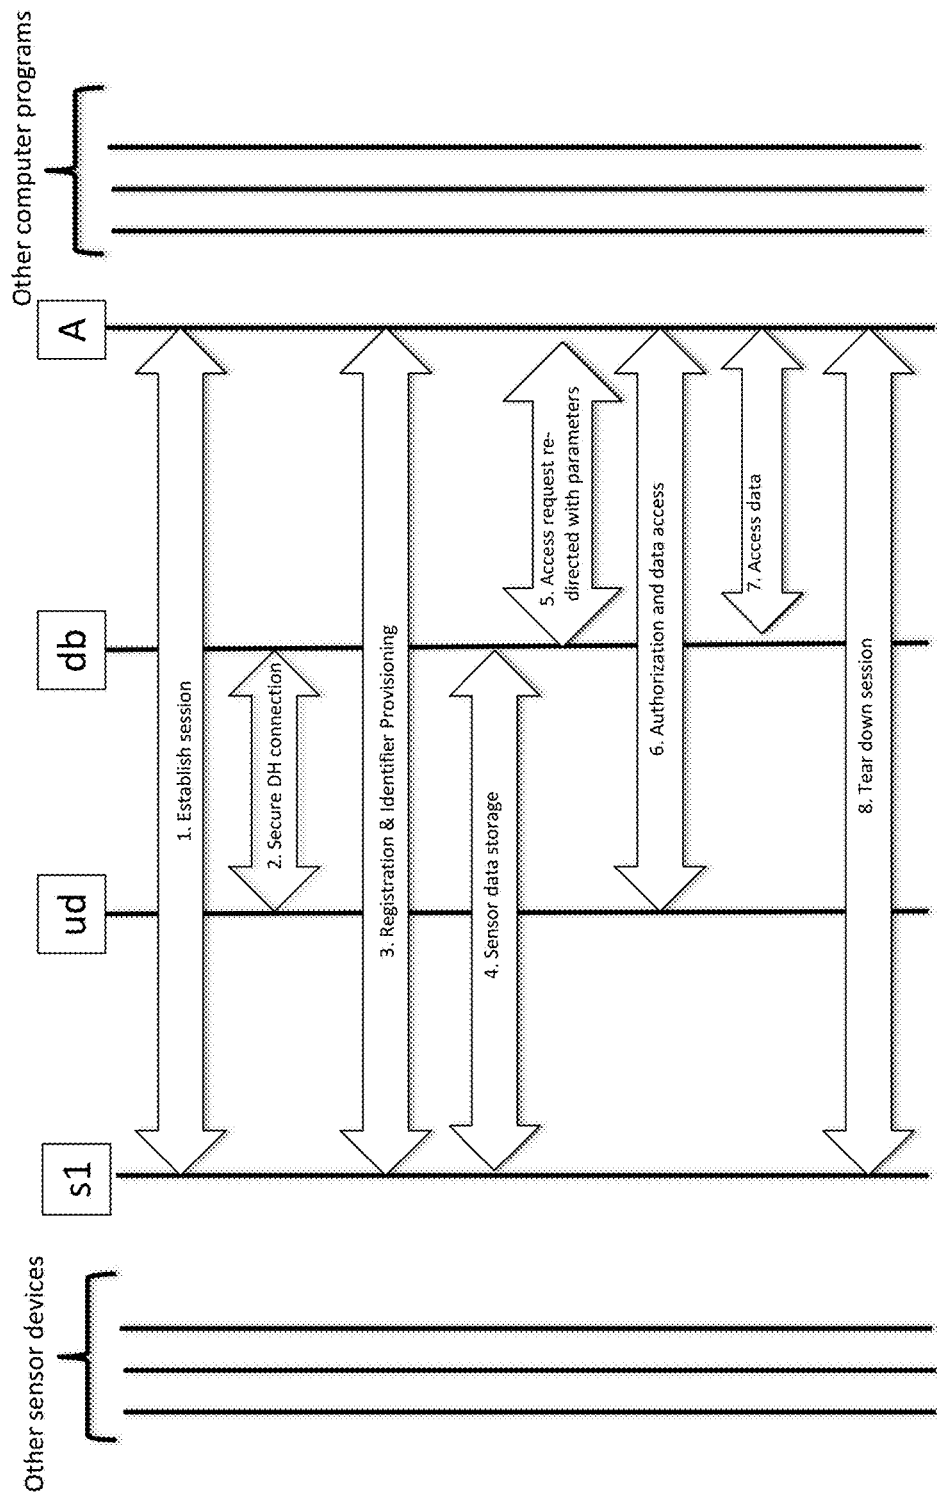 Other sensor devices
s1
ud
db
A
Other computer programs
1. Establish session
2. Secure DH connection
3. Registration & Identifier Provisioning
4. Sensor data storage
5. Access request re-
directed with parameters
6. Authorization and data access
7. Access data
8. Tear down session